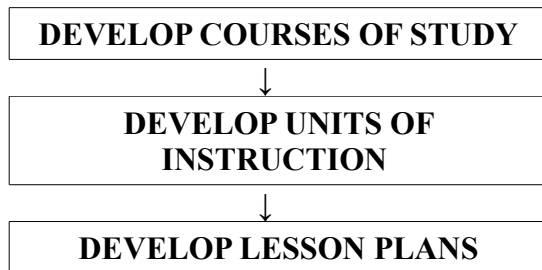 DEVELOP COURSES OF STUDY
↓
DEVELOP UNITS OF
INSTRUCTION
↓
DEVELOP LESSON PLANS